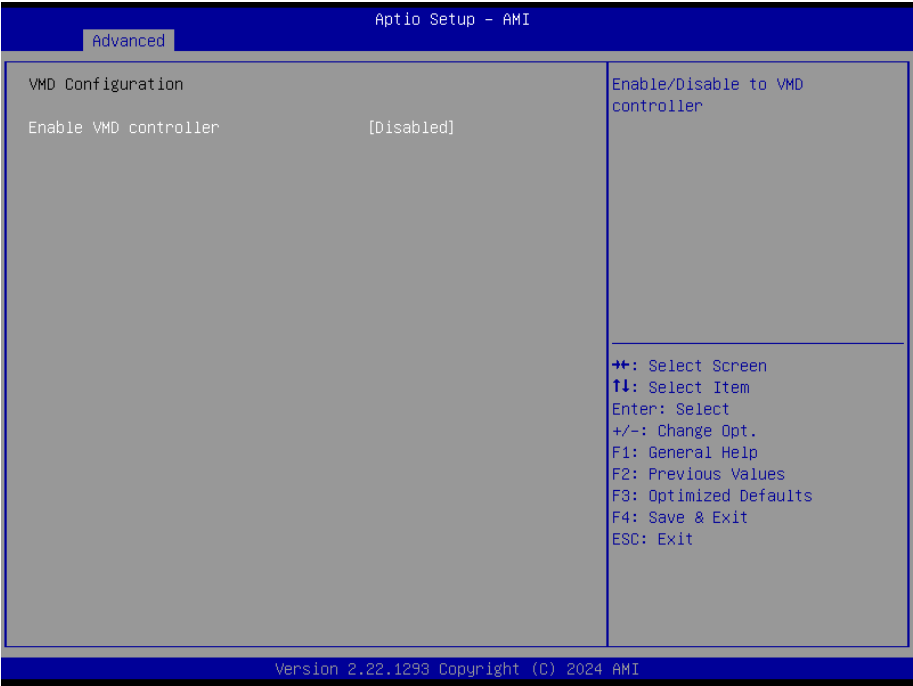 Aptio Setup – AMI
Advanced
VMD Configuration
Enable VMD controller [Disabled]
Enable/Disable to VMD
controller
→←: Select Screen
↑↓: Select Item
Enter: Select
+/-: Change Opt.
F1: General Help
F2: Previous Values
F3: Optimized Defaults
F4: Save & Exit
ESC: Exit
Version 2.22.1293 Copyright (C) 2024 AMI